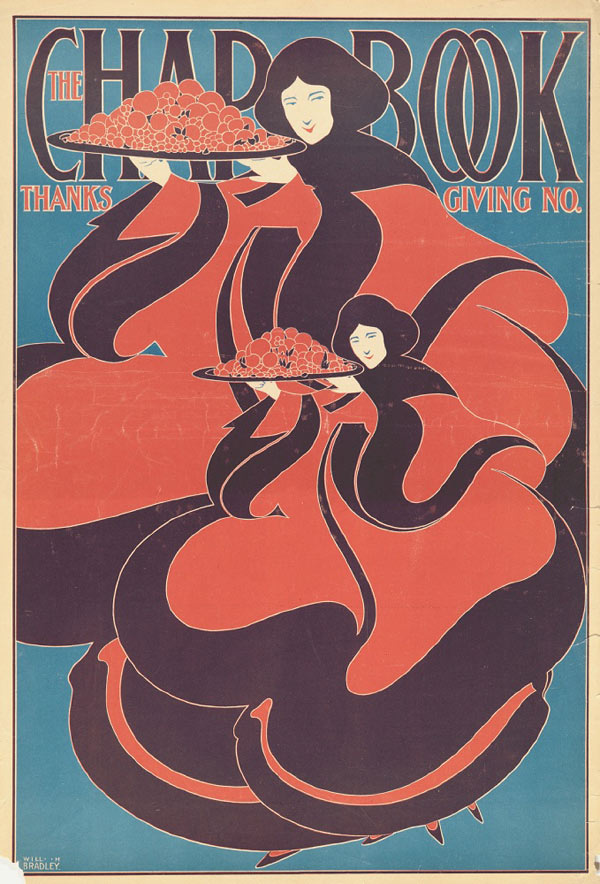 THE
CHAP BOOK
THANKS GIVING NO.
WILL H
BRADLEY.